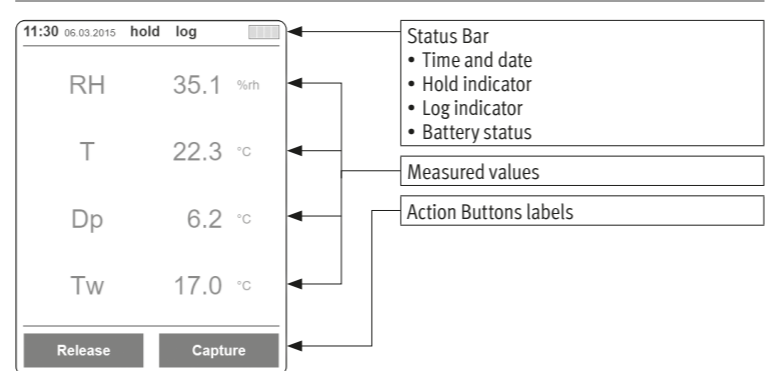 11:30 06.03.2015 hold log
RH 35.1 %rh
T 22.3 °C
Dp 6.2 °C
Tw 17.0 °C
Release Capture
Status Bar
• Time and date
• Hold indicator
• Log indicator
• Battery status
Measured values
Action Buttons labels